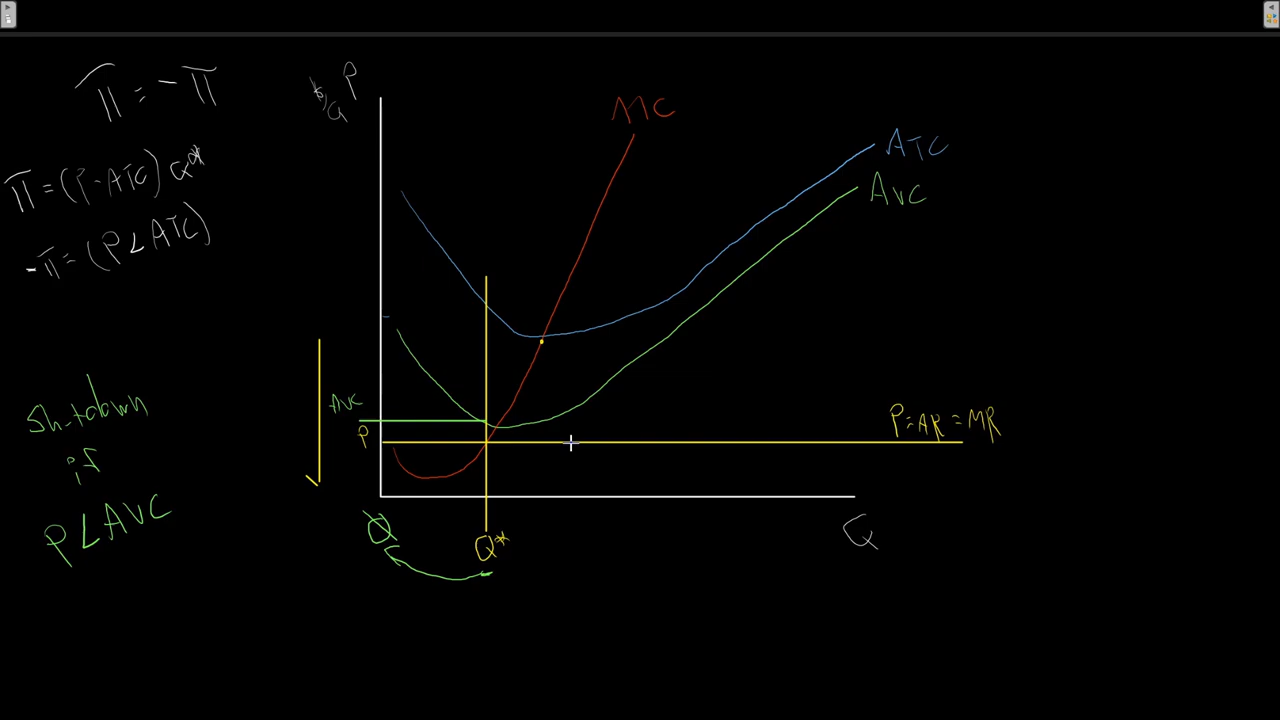 π = -π
π = (P-ATC) Q*
-π = (P < ATC)
Shutdown
if
P < AVC
P
MC
ATC
AVC
AVC
P
P = AR = MR
Q*
Q